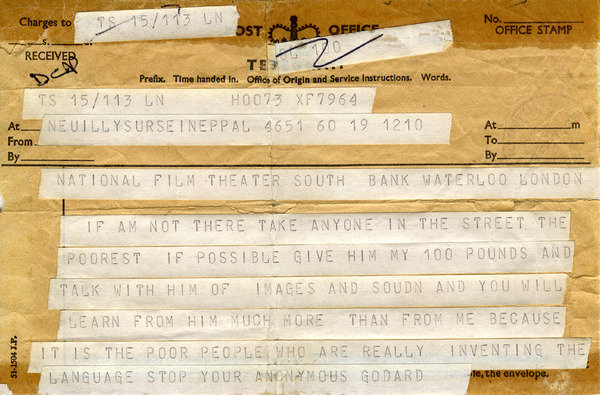 Charges to TS 15/113 LN
POST OFFICE
No.
OFFICE STAMP
RECEIVED
Prefix. Time handed in. Office of Origin and Service Instructions. Words.
TS 15/113 LN H0073 XF7964
At
From
By
NEUILLYSURSEINEPPAL 4651 60 19 1210
At m
To
By
NATIONAL FILM THEATER SOUTH BANK WATERLOO LONDON
IF AM NOT THERE TAKE ANYONE IN THE STREET THE
POOREST IF POSSIBLE GIVE HIM MY 100 POUNDS AND
TALK WITH HIM OF IMAGES AND SOUDN AND YOU WILL
LEARN FROM HIM MUCH MORE THAN FROM ME BECAUSE
IT IS THE POOR PEOPLE WHO ARE REALLY INVENTING THE
LANGUAGE STOP YOUR ANONYMOUS GODARD
the envelope.